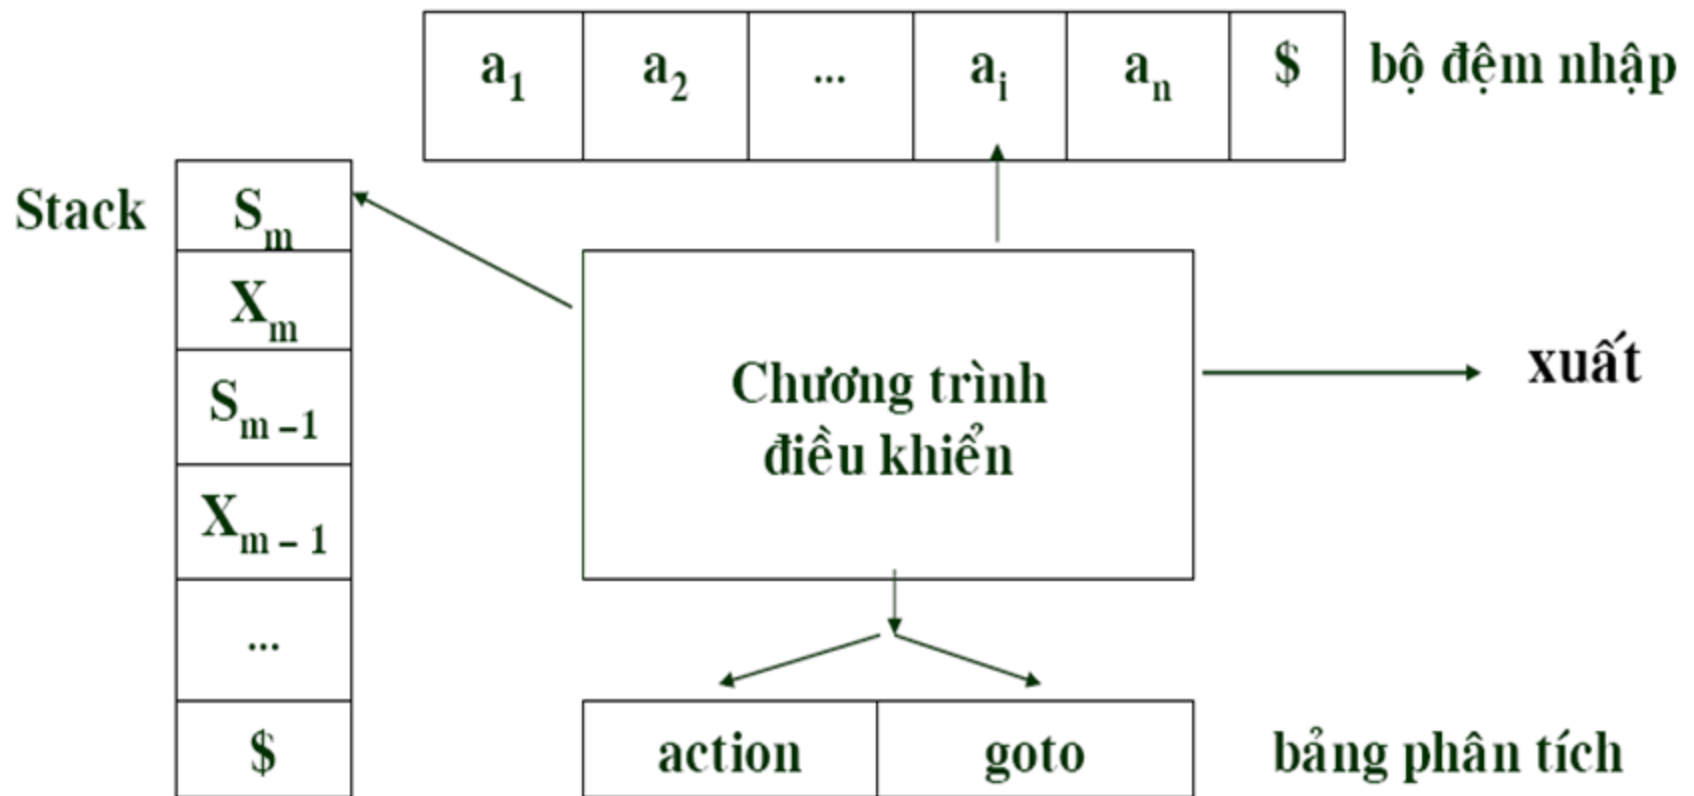 a1 a2 ... ai an $ bộ đệm nhập
Stack
Sm
Xm
Sm –1
Xm – 1
...
$
Chương trình
điều khiển
xuất
action goto
bảng phân tích